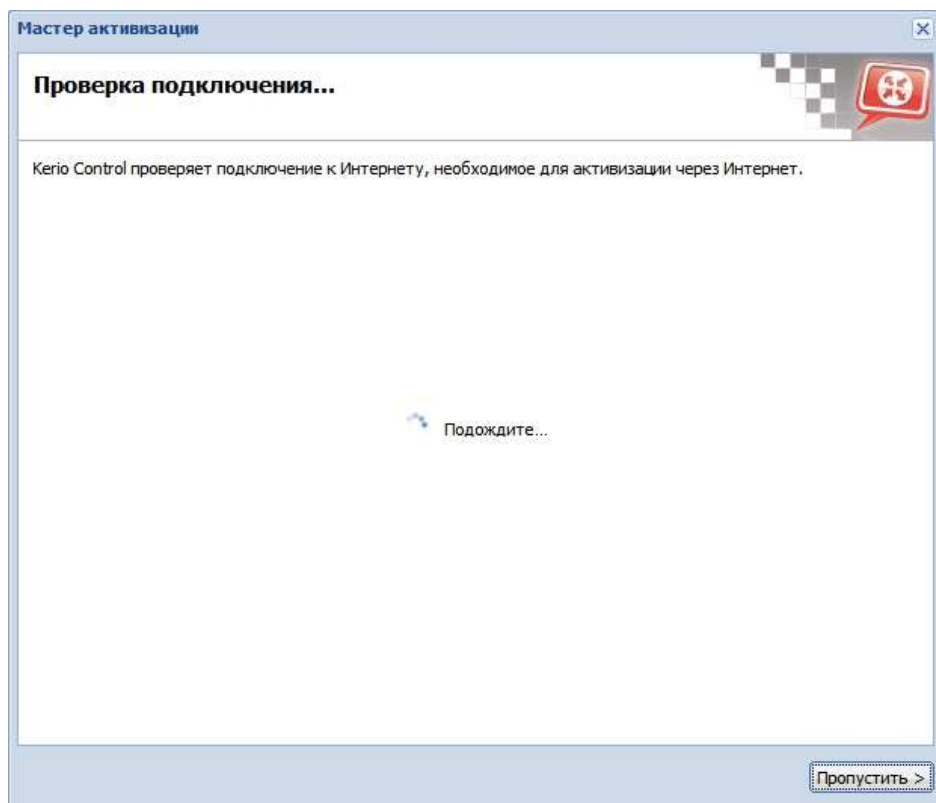 Мастер активизации
Проверка подключения...
Kerio Control проверяет подключение к Интернету, необходимое для активизации через Интернет.
Подождите...
Пропустить >